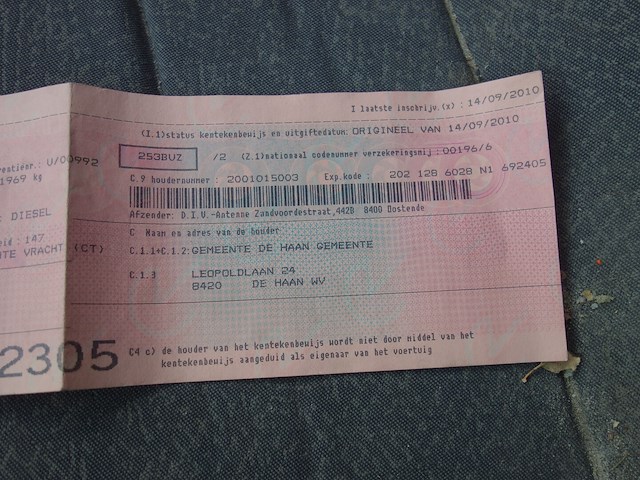 I laatste inschrijv.(x) : 14/09/2010
(I.1)status kentekenbewijs en uitgiftedatum: ORIGINEEL VAN 14/09/2010
253BUZ /2 (Z.1)nationaal codenummer verzekeringsmij :00196/6
C.9 houdernummer : 2001015003 Exp.kode : 202 128 6028 N1 692405
Afzender: D.I.V.-Antenne Zandvoordestraat,442D 8400 Oostende
C Naam en adres van de houder
C.1.1+C.1.2: GEMEENTE DE HAAN GEMEENTE
C.1.3 LEOPOLDLAAN 24
8420 DE HAAN WV
C4 c) de houder van het kentekenbewijs wordt niet door middel van het
kentekenbewijs aangeduid als eigenaar van het voertuig
: U/00992
1969 kg
: DIESEL
: 147
VRACHT (CT)
2305